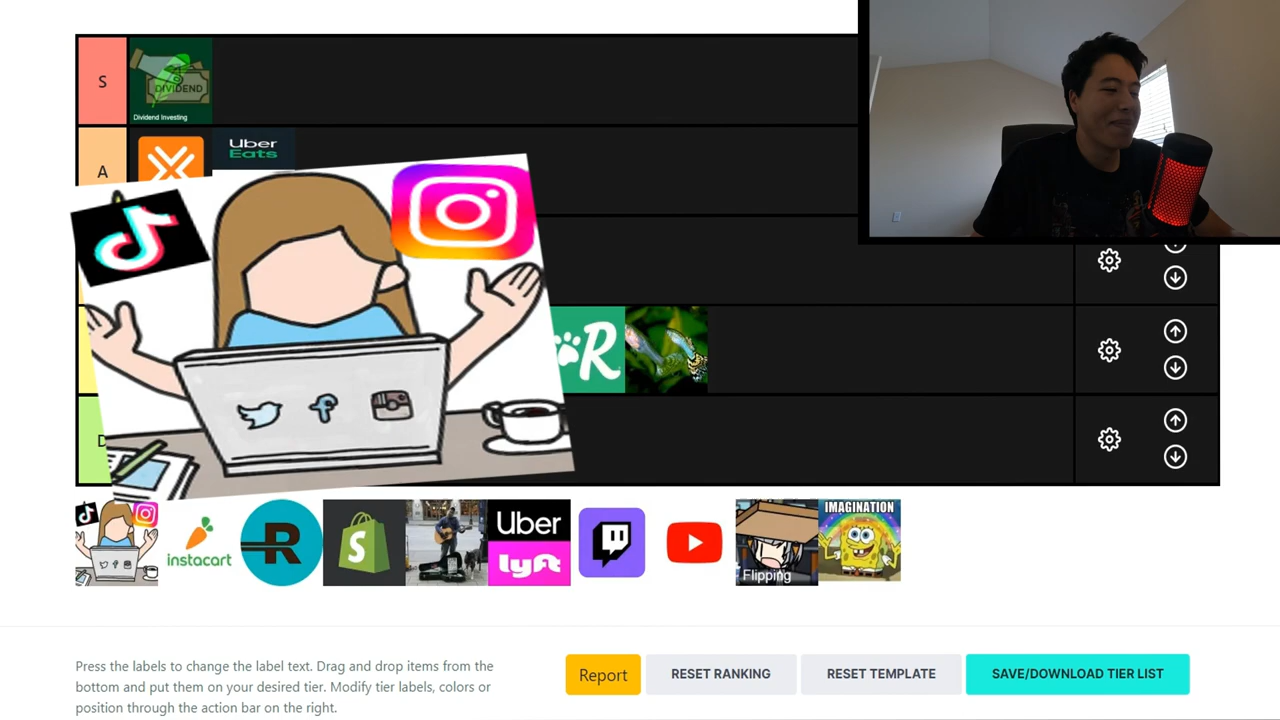 S
DIVIDEND
Dividend Investing
A
Uber
Eats
R
D
instacart
R
S
Uber
lyft
Flipping
IMAGINATION
Press the labels to change the label text. Drag and drop items from the
bottom and put them on your desired tier. Modify tier labels, colors or
position through the action bar on the right.
Report
RESET RANKING
RESET TEMPLATE
SAVE/DOWNLOAD TIER LIST